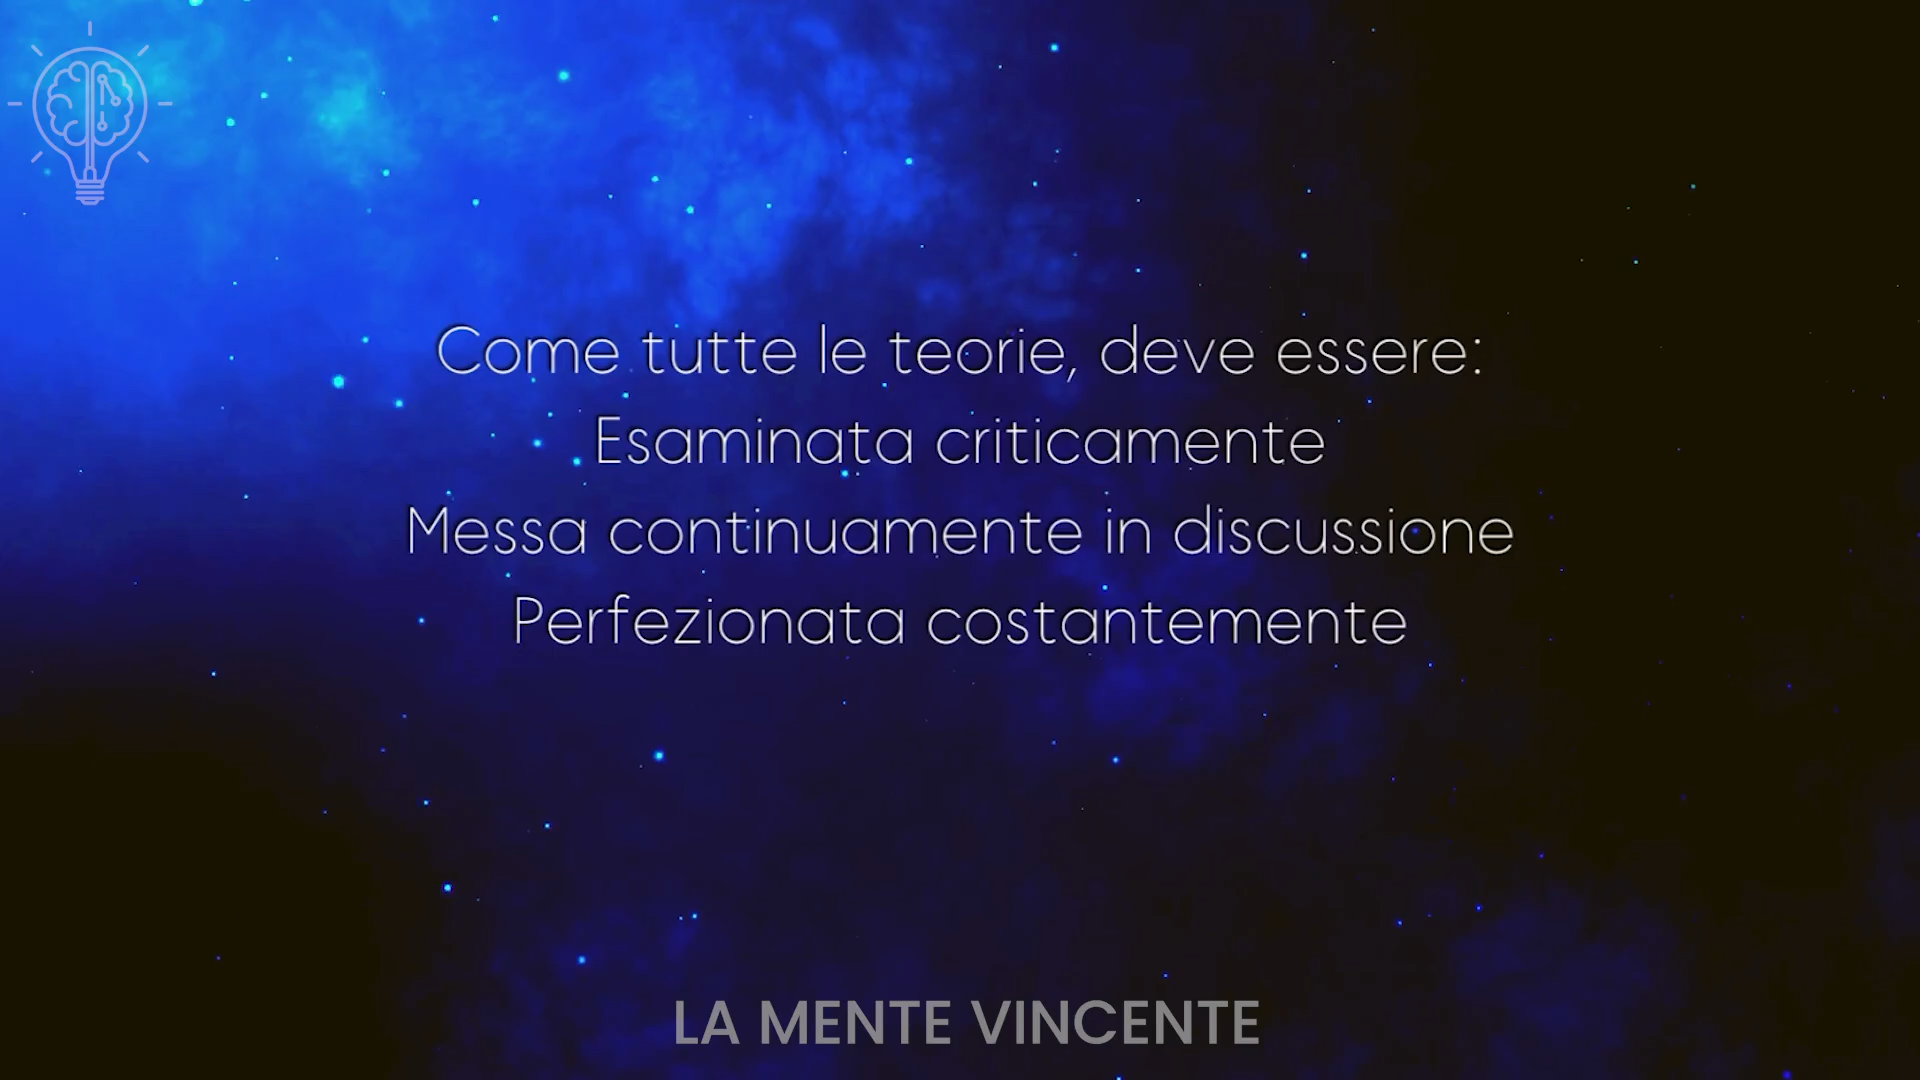 Come tutte le teorie, deve essere:
Esaminata criticamente
Messa continuamente in discussione
Perfezionata costantemente
LA MENTE VINCENTE